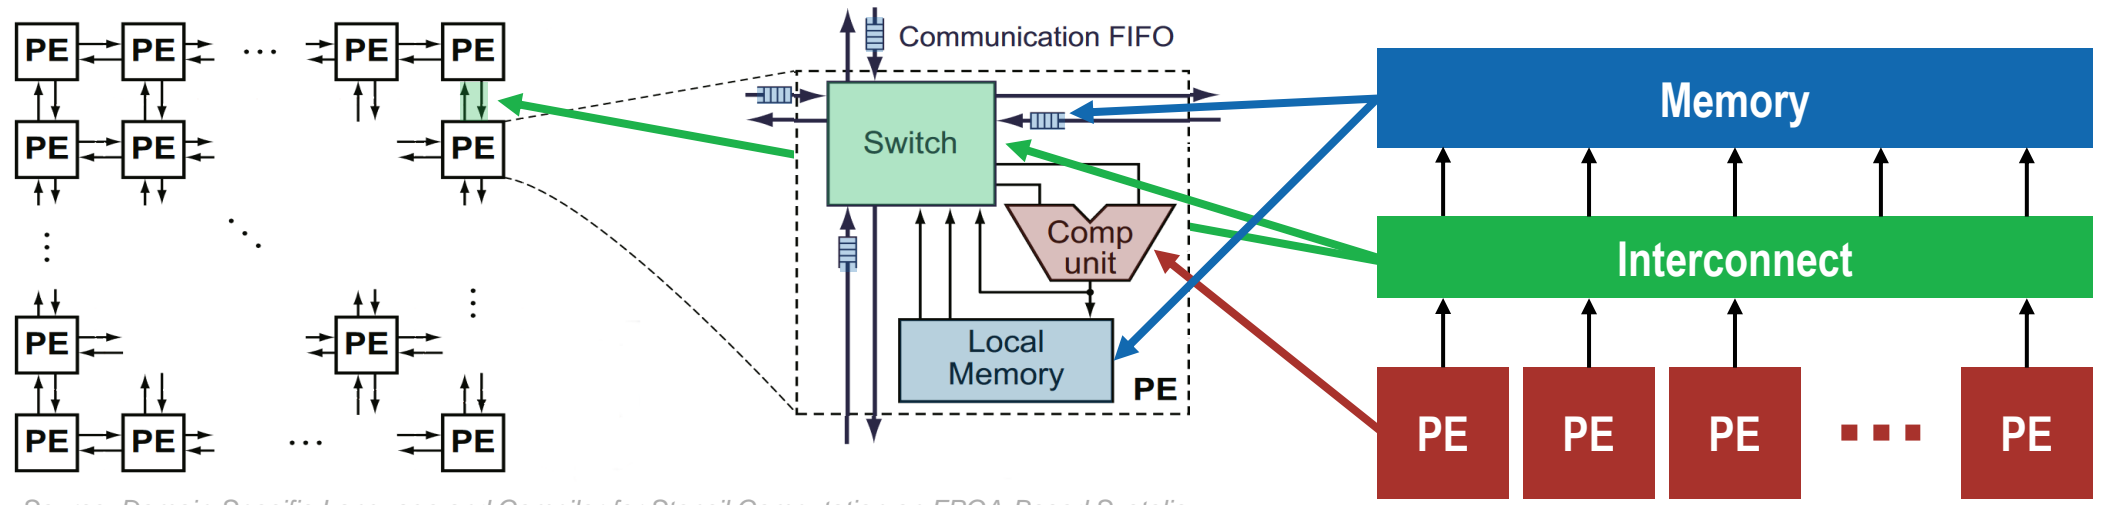 PE PE ... PE PE
PE PE PE
PE PE
PE PE ... PE
Communication FIFO
Switch
Comp
unit
Local
Memory
PE
Memory
Interconnect
PE PE PE PE